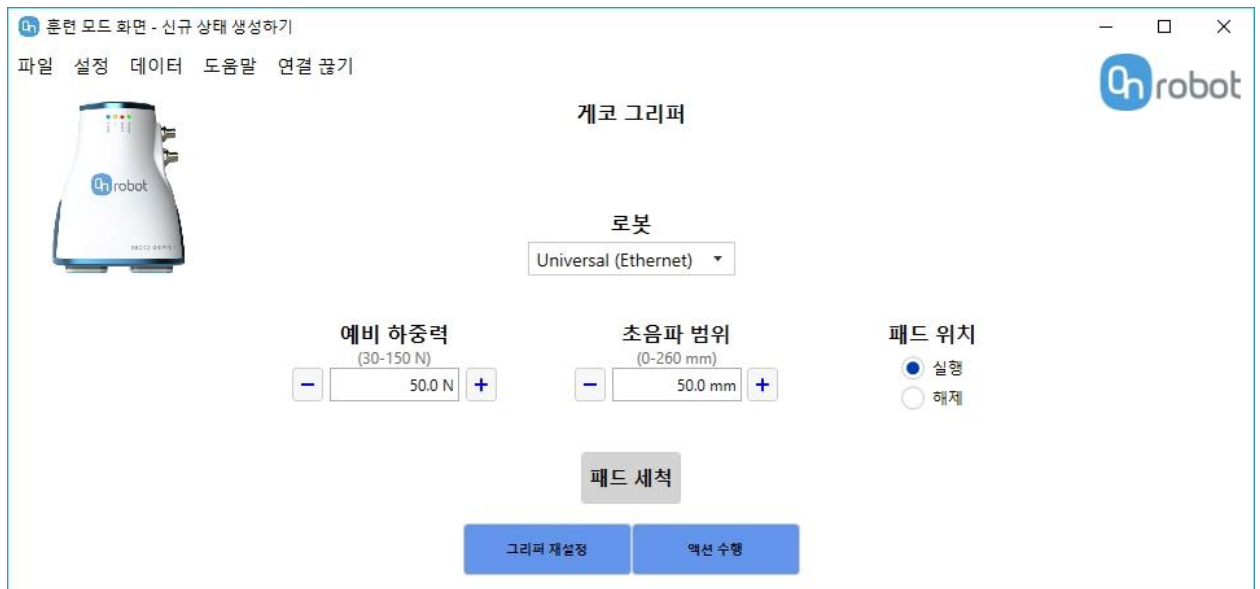 훈련 모드 화면 - 신규 상태 생성하기
파일 설정 데이터 도움말 연결 끊기
On robot
게코 그리퍼
On robot
로봇
Universal (Ethernet)
예비 하중력 초음파 범위 패드 위치
(30-150 N) (0-260 mm)
실행
50.0 N 50.0 mm
해제
패드 세척
그리퍼 재설정 액션 수행